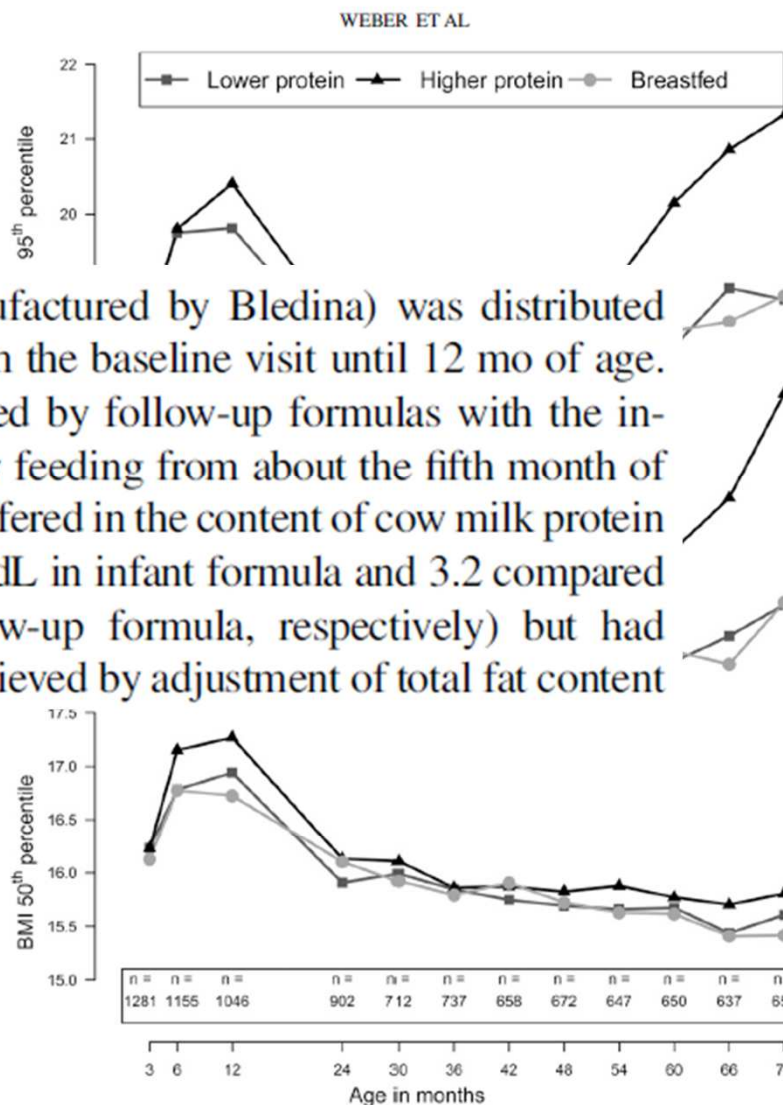 WEBER ET AL
22
Lower protein Higher protein Breastfed
21
20
95th percentile
ufactured by Bledina) was distributed
n the baseline visit until 12 mo of age.
ed by follow-up formulas with the in-
feeding from about the fifth month of
fered in the content of cow milk protein
dL in infant formula and 3.2 compared
w-up formula, respectively) but had
ieved by adjustment of total fat content
17.5
17.0
16.5
16.0
15.5
15.0
BMI 50th percentile
n = n = n = n = n = n = n = n = n = n = n = n
1281 1155 1046 902 712 737 658 672 647 650 637 65
3 6 12 24 30 36 42 48 54 60 66 7
Age in months